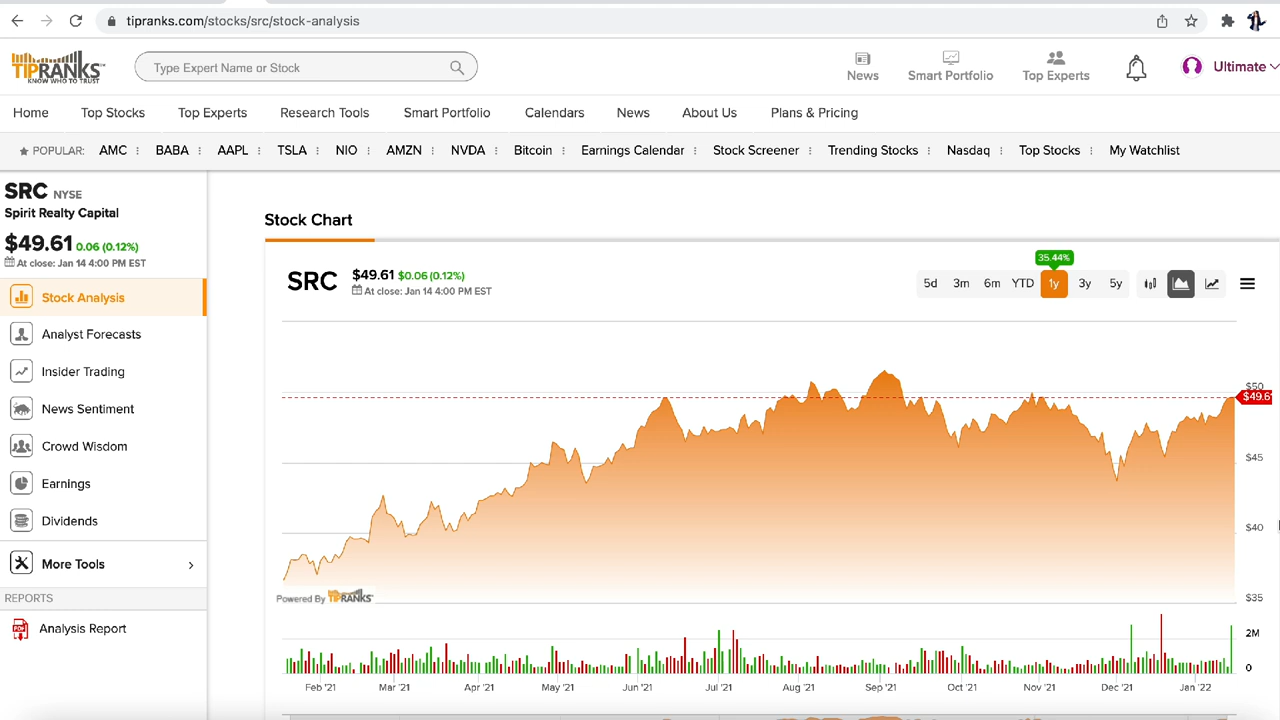 tipranks.com/stocks/src/stock-analysis
TIPRANKS
KNOW WHO TO TRUST
Type Expert Name or Stock
News
Smart Portfolio
Top Experts
Ultimate
Home
Top Stocks
Top Experts
Research Tools
Smart Portfolio
Calendars
News
About Us
Plans & Pricing
POPULAR: AMC BABA AAPL TSLA NIO AMZN NVDA Bitcoin Earnings Calendar Stock Screener Trending Stocks Nasdaq Top Stocks My Watchlist
SRC NYSE
Spirit Realty Capital
$49.61 0.06 (0.12%)
At close: Jan 14 4:00 PM EST
Stock Analysis
Analyst Forecasts
Insider Trading
News Sentiment
Crowd Wisdom
Earnings
Dividends
More Tools
REPORTS
PDF
Analysis Report
Stock Chart
SRC
$49.61 $0.06 (0.12%)
At close: Jan 14 4:00 PM EST
35.44%
5d 3m 6m YTD 1y 3y 5y
$50
$49.61
$45
$40
$35
Powered By TIPRANKS
2M
0
Feb '21 Mar '21 Apr '21 May '21 Jun '21 Jul '21 Aug '21 Sep '21 Oct '21 Nov '21 Dec '21 Jan '22